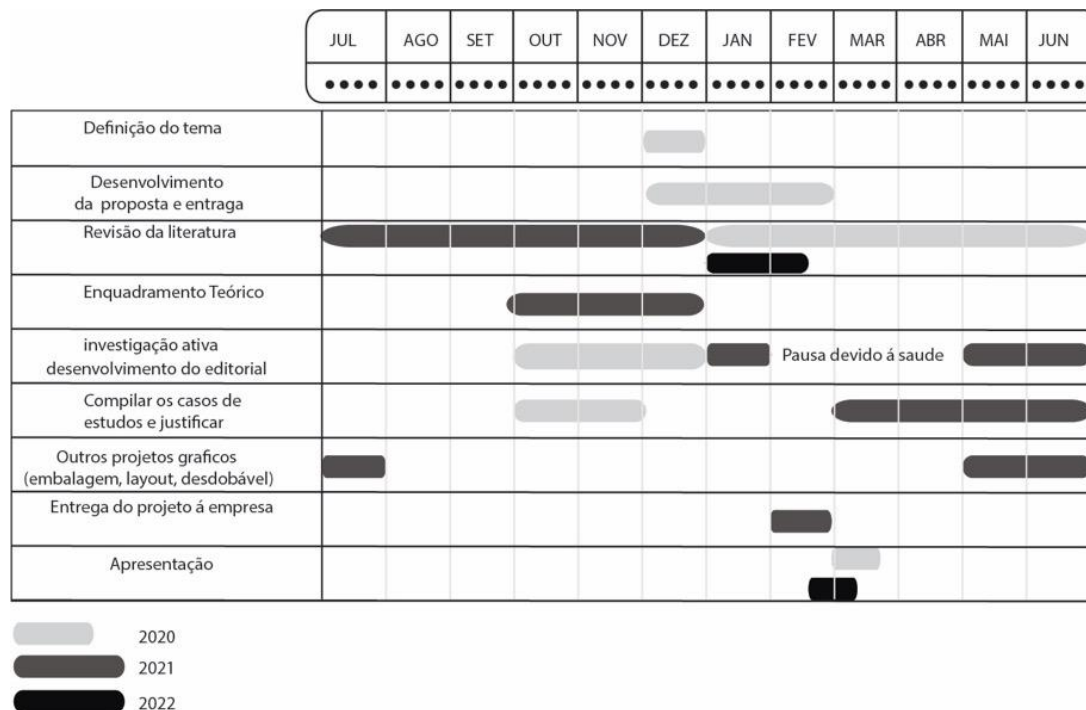 JUL AGO SET OUT NOV DEZ JAN FEV MAR ABR MAI JUN
Definição do tema
Desenvolvimento
da proposta e entraga
Revisão da literatura
Enquadramento Teórico
investigação ativa
desenvolvimento do editorial
Pausa devido á saude
Compilar os casos de
estudos e justificar
Outros projetos graficos
(embalagem, layout, desdobável)
Entrega do projeto á empresa
Apresentação
2020
2021
2022